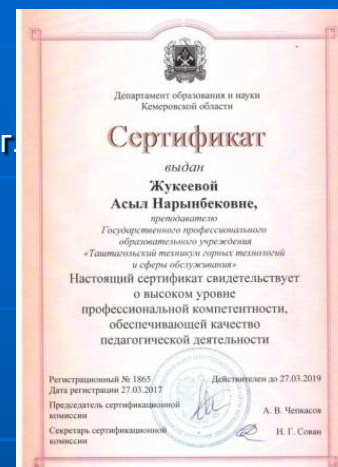 г.
Департамент образования и науки
Кемеровской области
Сертификат
выдан
Жукеевой
Асыл Нарынбековне,
преподавателю
Государственного профессионального
образовательного учреждения
«Таштагольский техникум горных технологий
и сферы обслуживания»
Настоящий сертификат свидетельствует
о высоком уровне
профессиональной компетентности,
обеспечивающей качество
педагогической деятельности
Регистрационный № 1865 Действителен до 27.03.2019
Дата регистрации 27.03.2017
Председатель сертификационной
комиссии А. В. Чепкасов
Секретарь сертификационной
комиссии Н. Г. Сован